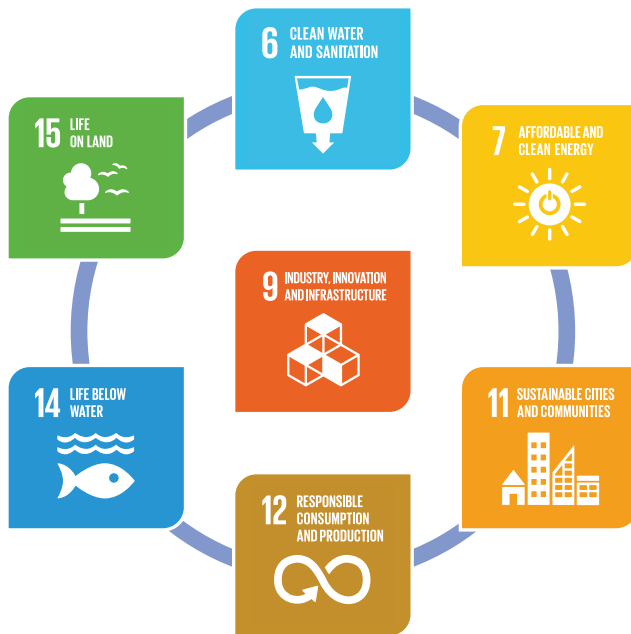 6 CLEAN WATER
AND SANITATION
15 LIFE
ON LAND
7 AFFORDABLE AND
CLEAN ENERGY
9 INDUSTRY, INNOVATION
AND INFRASTRUCTURE
14 LIFE BELOW
WATER
11 SUSTAINABLE CITIES
AND COMMUNITIES
12 RESPONSIBLE
CONSUMPTION
AND PRODUCTION